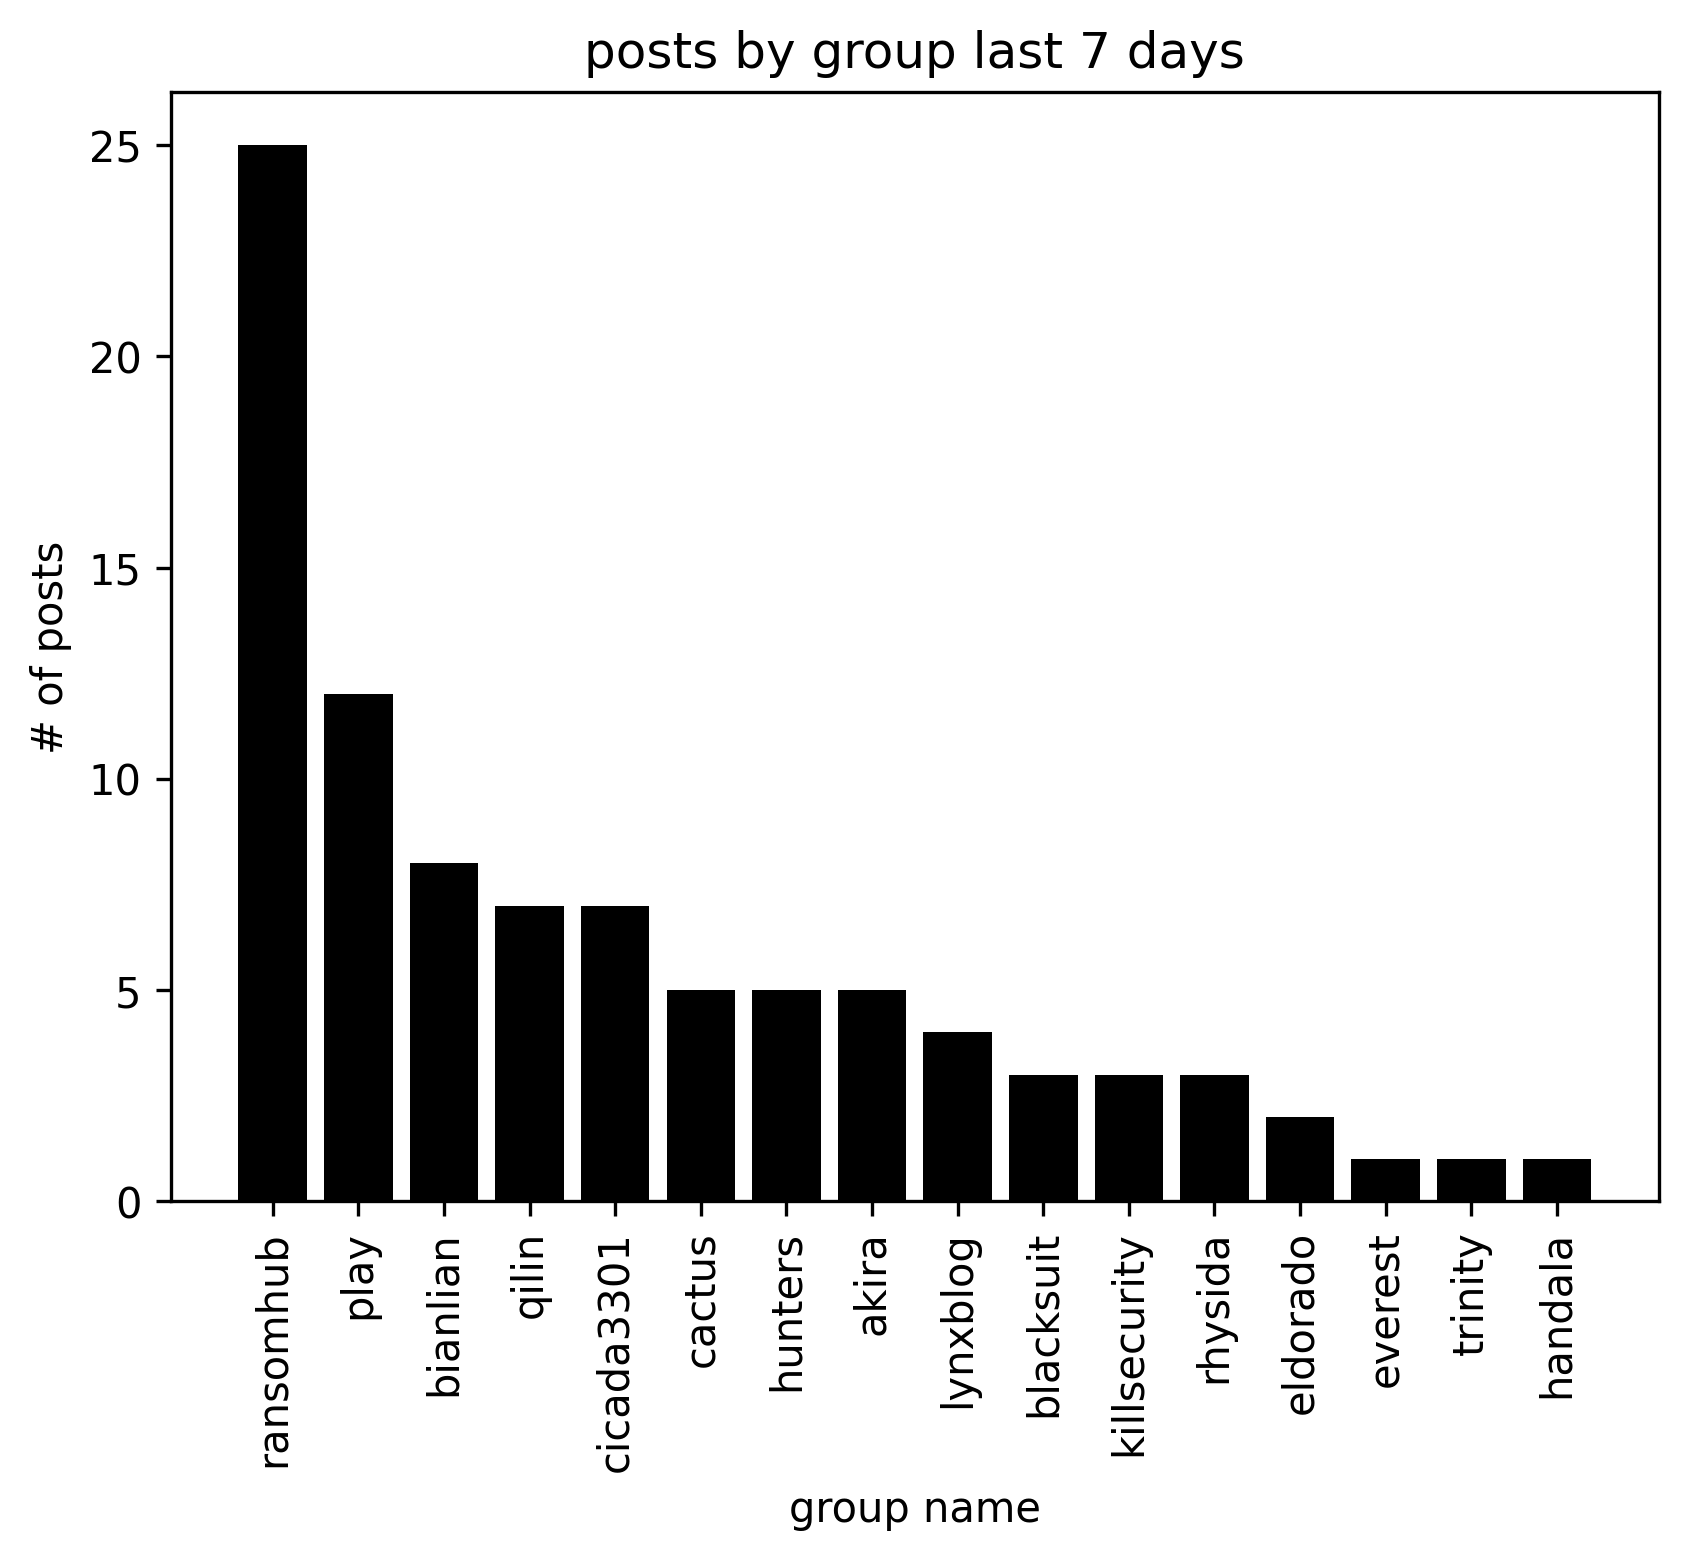 posts by group last 7 days
25
20
15
10
5
0
# of posts
ransomhub
play
bianlian
qilin
cicada3301
cactus
hunters
akira
lynxblog
blacksuit
killsecurity
rhysida
eldorado
everest
trinity
handala
group name